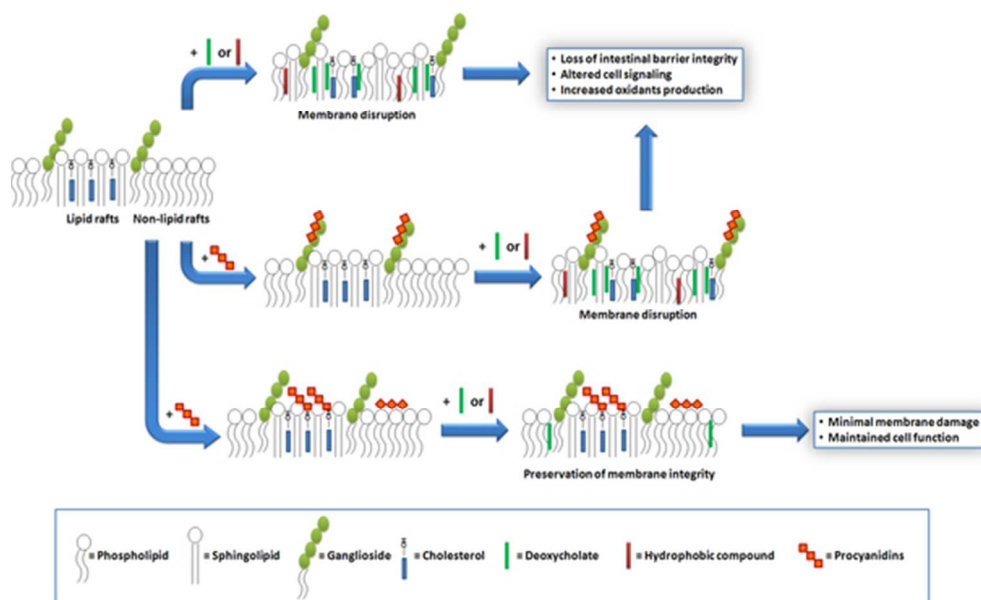 + or
• Loss of intestinal barrier integrity
• Altered cell signaling
• Increased oxidants production
Membrane disruption
Lipid rafts Non-lipid rafts
+
+ or
Membrane disruption
+
+ or
• Minimal membrane damage
• Maintained cell function
Preservation of membrane integrity
= Phospholipid = Sphingolipid = Ganglioside = Cholesterol = Deoxycholate = Hydrophobic compound = Procyanidins